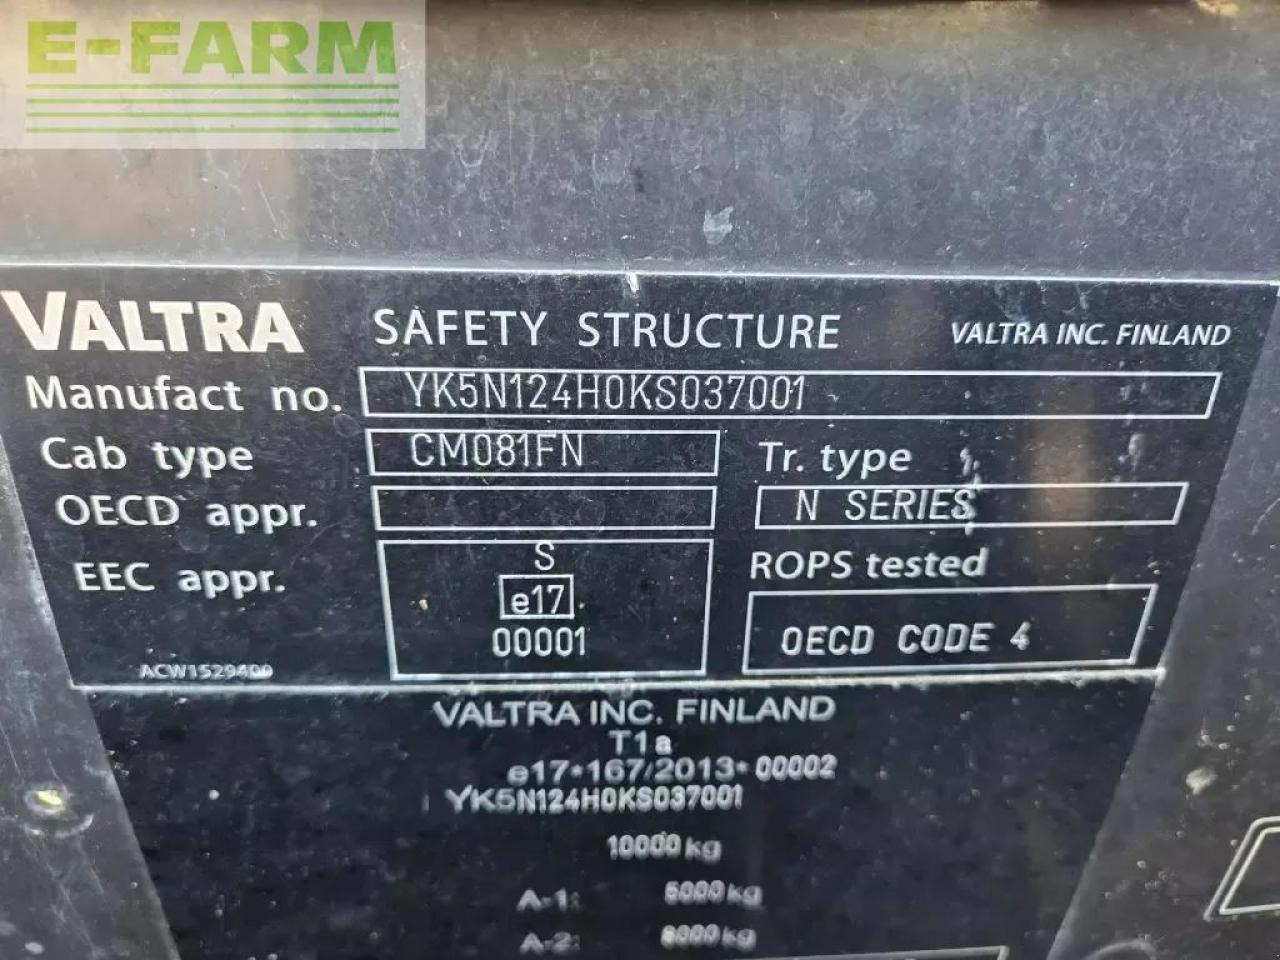 E-FARM
VALTRA SAFETY STRUCTURE VALTRA INC. FINLAND
Manufact no. YK5N124H0KS037001
Cab type CM081FN Tr. type
OECD appr. N SERIES
EEC appr. S ROPS tested
e17
00001 OECD CODE 4
ACW1529400
VALTRA INC. FINLAND
T1a
e17*167/2013*00002
YK5N124H0KS037001
10000 kg
A-1: 5000 kg
A-2: 8000 kg